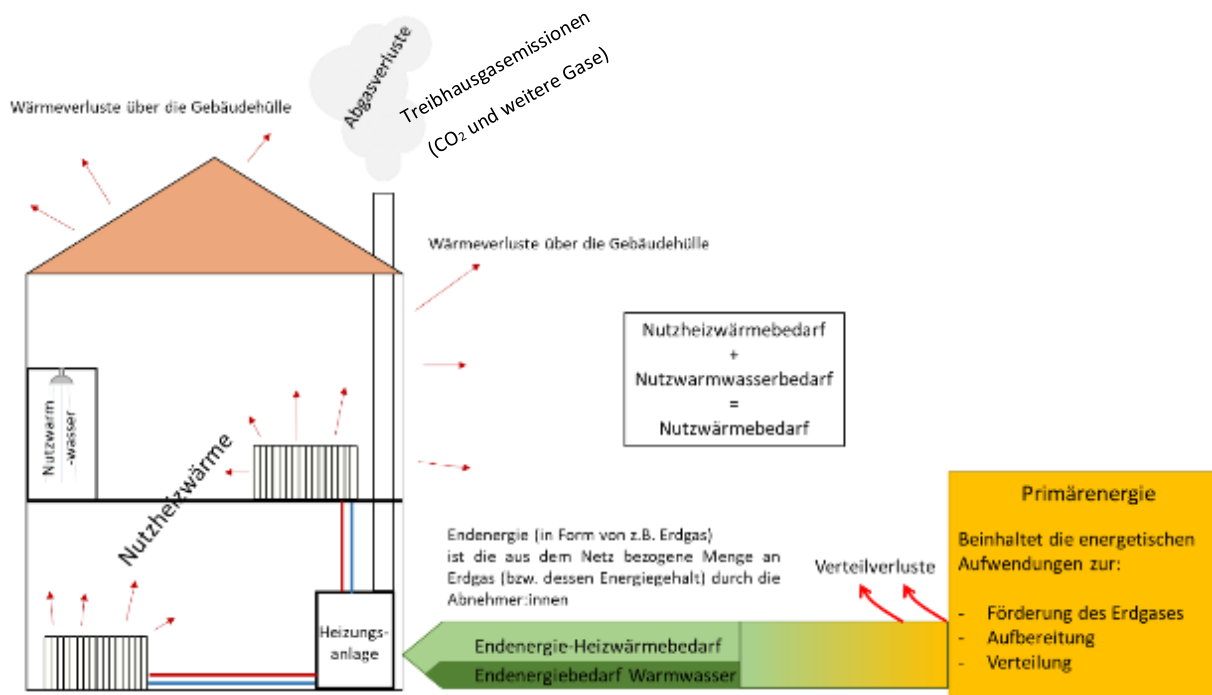 Abgasverluste
Treibhausgasemissionen
(CO₂ und weitere Gase)
Wärmeverluste über die Gebäudehülle
Wärmeverluste über die Gebäudehülle
Nutzheizwärmebedarf
+
Nutzwarmwasserbedarf
=
Nutzwärmebedarf
Nutzwarm
-wasser
Nutzheizwärme
Heizungs-
anlage
Endenergie (in Form von z.B. Erdgas)
ist die aus dem Netz bezogene Menge an
Erdgas (bzw. dessen Energiegehalt) durch die
Abnehmer:innen
Endenergie-Heizwärmebedarf
Endenergiebedarf Warmwasser
Verteilverluste
Primärenergie
Beinhaltet die energetischen
Aufwendungen zur:
- Förderung des Erdgases
- Aufbereitung
- Verteilung